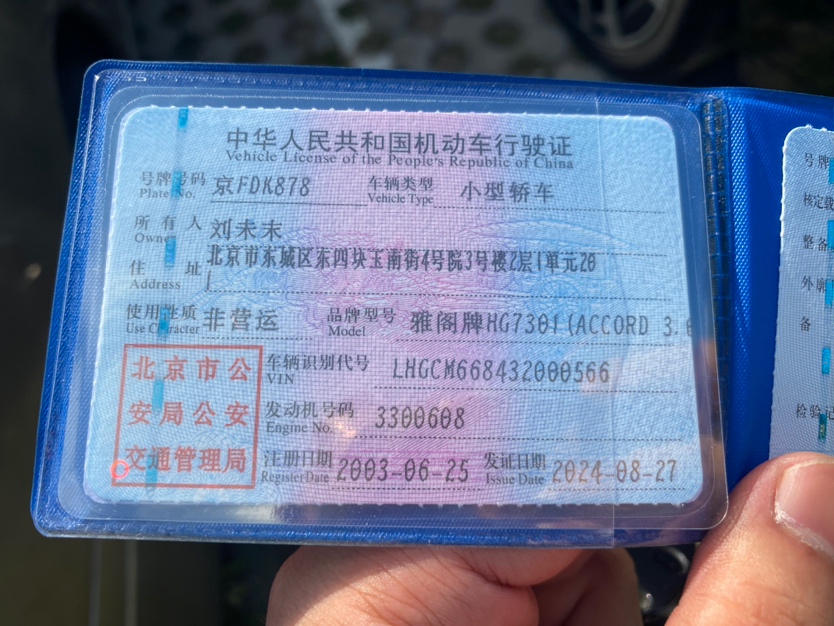 中华人民共和国机动车行驶证
Vehicle License of the People's Republic of China
号牌号码 京FDK878 车辆类型 小型轿车
Plate No. Vehicle Type
所有人 刘未未
Owner
住址 北京市东城区东四块玉南街4号院3号楼2层1单元20
Address 1
使用性质 非营运 品牌型号 雅阁牌HG7301(ACCORD 3.
Use Character Model
北京市公
安局公安
交通管理局
车辆识别代号 LHGCM668432000566
VIN
发动机号码 3300608
Engine No.
注册日期 2003-06-25 发证日期 2024-08-27
Register Date Issue Date
号牌
核定载
整备
外廓
备
检验记